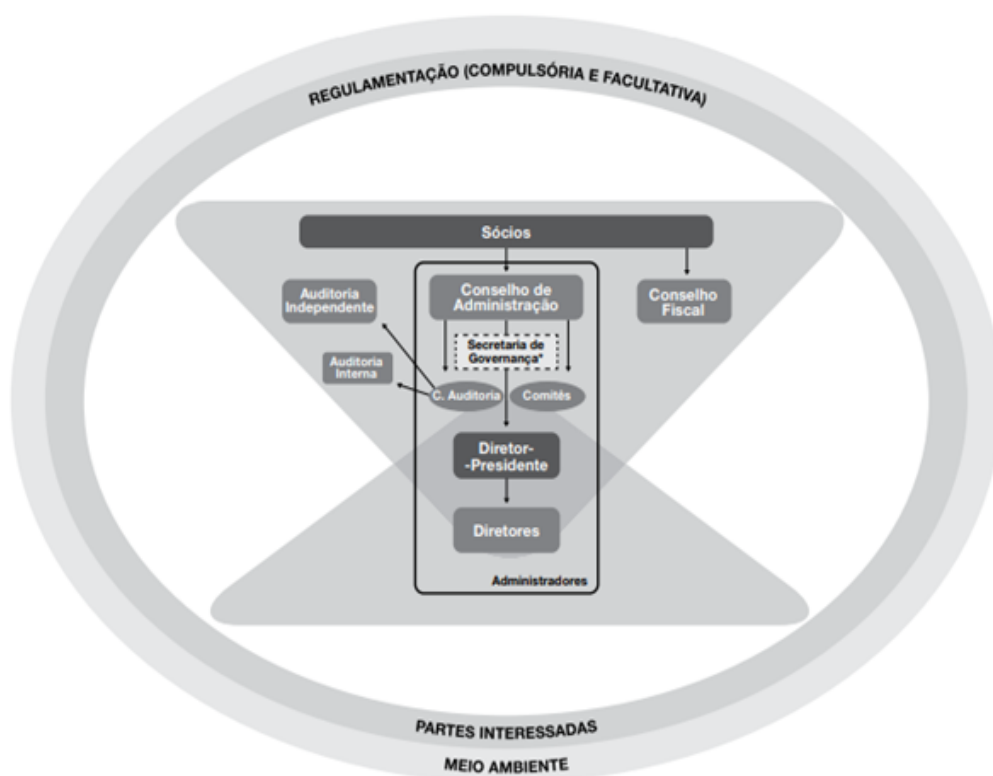 REGULAMENTAÇÃO (COMPULSÓRIA E FACULTATIVA)
Sócios
Conselho de
Administração
Auditoria
Independente
Conselho
Fiscal
Secretaria de
Governança*
Auditoria
Interna
C. Auditoria
Comitês
Diretor-
-Presidente
Diretores
Administradores
PARTES INTERESSADAS
MEIO AMBIENTE